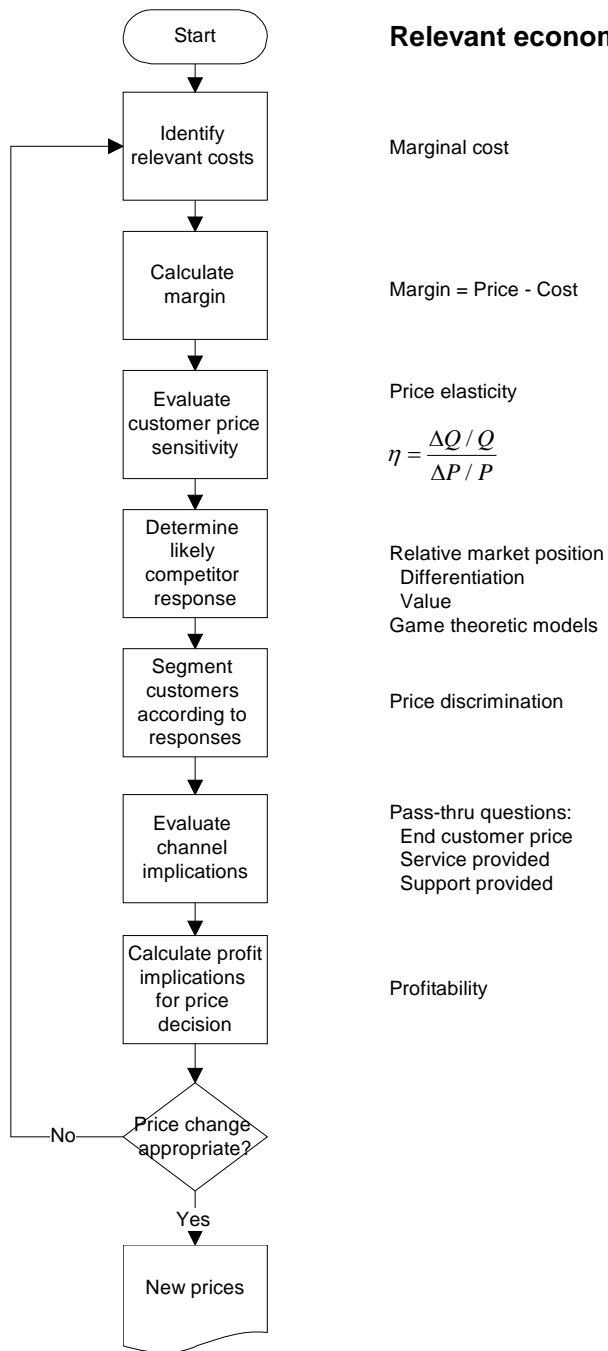 Start
Relevant econom
Identify
relevant costs
Marginal cost
Calculate
margin
Margin = Price - Cost
Evaluate
customer price
sensitivity
Price elasticity
η = ΔQ / Q
ΔP / P
Determine
likely
competitor
response
Relative market position
Differentiation
Value
Game theoretic models
Segment
customers
according to
responses
Price discrimination
Evaluate
channel
implications
Pass-thru questions:
End customer price
Service provided
Support provided
Calculate profit
implications
for price
decision
Profitability
Price change
appropriate?
No
Yes
New prices